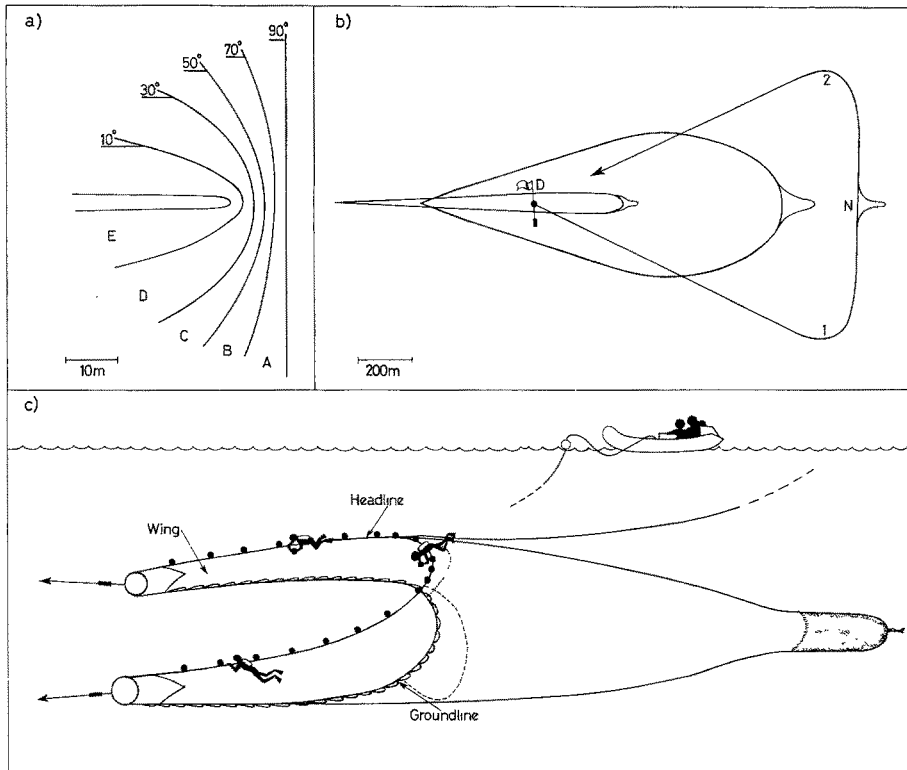 a)
90°
70°
50°
30°
10°
E
D
C
B
A
10m
b)
2
D
N
1
200m
c)
Headline
Wing
Groundline